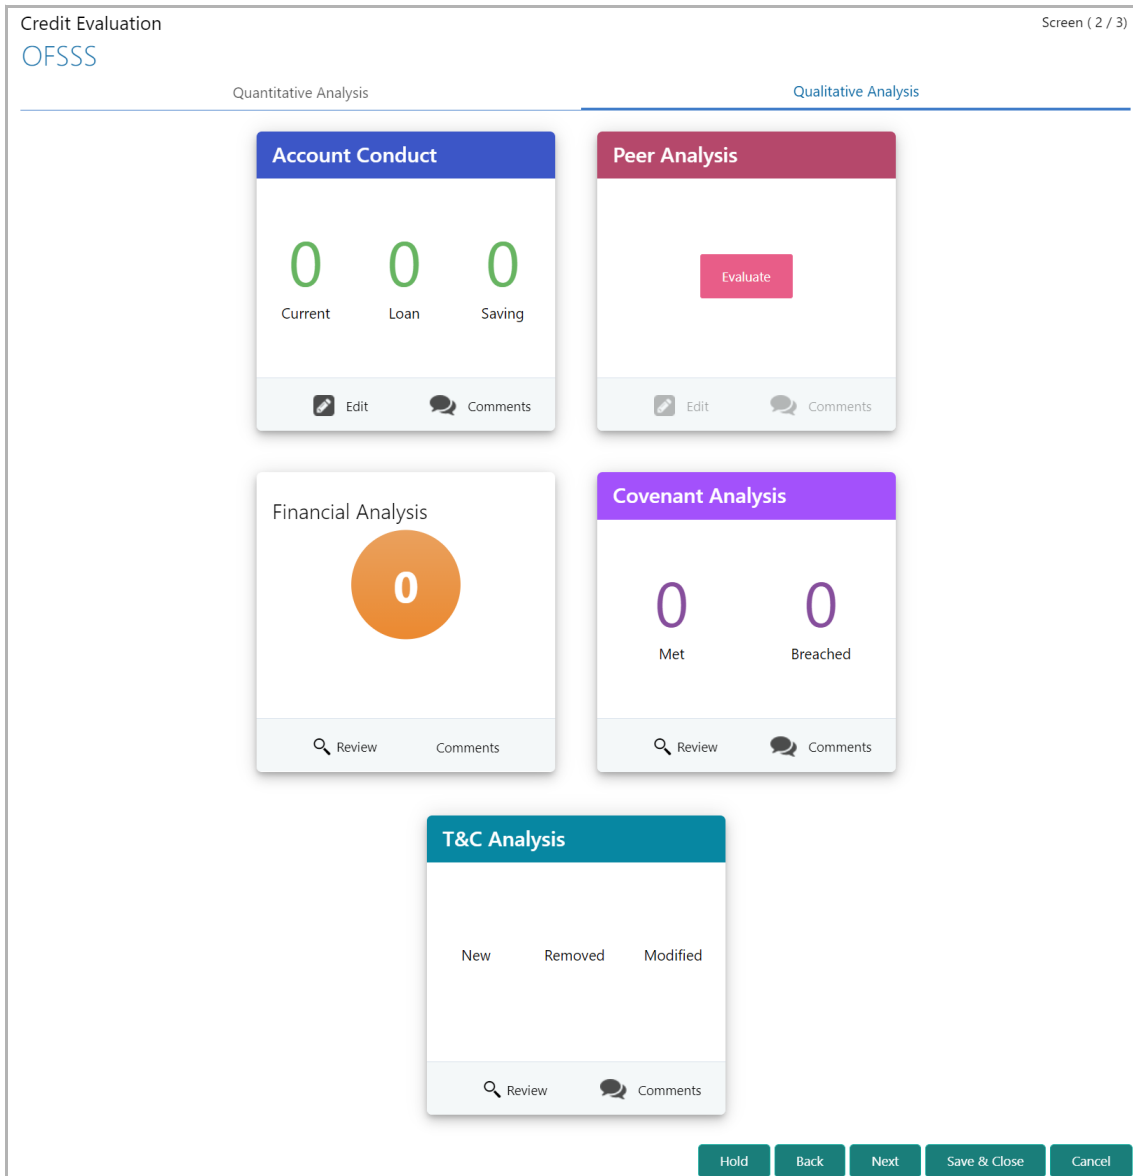 Credit Evaluation
Screen ( 2 / 3)
OFSSS
Quantitative Analysis
Qualitative Analysis
Account Conduct
0 0 0
Current Loan Saving
Edit Comments
Peer Analysis
Evaluate
Edit Comments
Financial Analysis
0
Review Comments
Covenant Analysis
0 0
Met Breached
Review Comments
T&C Analysis
New Removed Modified
Review Comments
Hold Back Next Save & Close Cancel